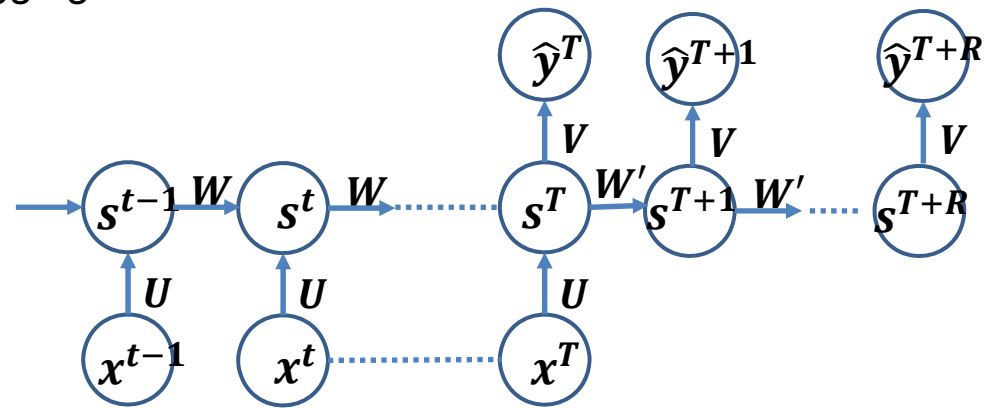 ŷ^T ŷ^{T+1} ŷ^{T+R}
V V V
W W W' W'
s^{t-1} s^t s^T s^{T+1} s^{T+R}
U U U
x^{t-1} x^t x^T